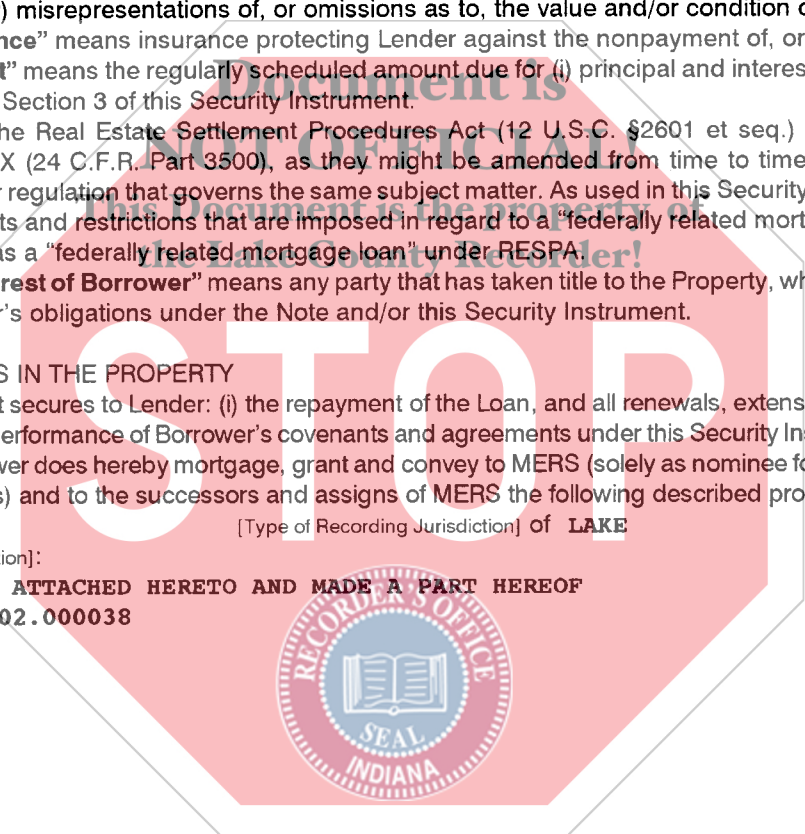 ) misrepresentations of, or omissions as to, the value and/or condition o
nce” means insurance protecting Lender against the nonpayment of, or
t” means the regularly scheduled amount due for (i) principal and interes
Section 3 of this Security Instrument.
he Real Estate Settlement Procedures Act (12 U.S.C. §2601 et seq.)
X (24 C.F.R. Part 3500), as they might be amended from time to time
r regulation that governs the same subject matter. As used in this Security
ts and restrictions that are imposed in regard to a “federally related mort
as a “federally related mortgage loan” under RESPA.
rest of Borrower” means any party that has taken title to the Property, wh
r’s obligations under the Note and/or this Security Instrument.
S IN THE PROPERTY
t secures to Lender: (i) the repayment of the Loan, and all renewals, extens
erformance of Borrower’s covenants and agreements under this Security In
wer does hereby mortgage, grant and convey to MERS (solely as nominee fo
s) and to the successors and assigns of MERS the following described pro
[Type of Recording Jurisdiction] of LAKE
ion]:
ATTACHED HERETO AND MADE A PART HEREOF
02.000038
Document is
NOT OFFICIAL!
This Document is the property of
the Lake County Recorder!
STOP
RECORDER’S OFFICE
SEAL
INDIANA